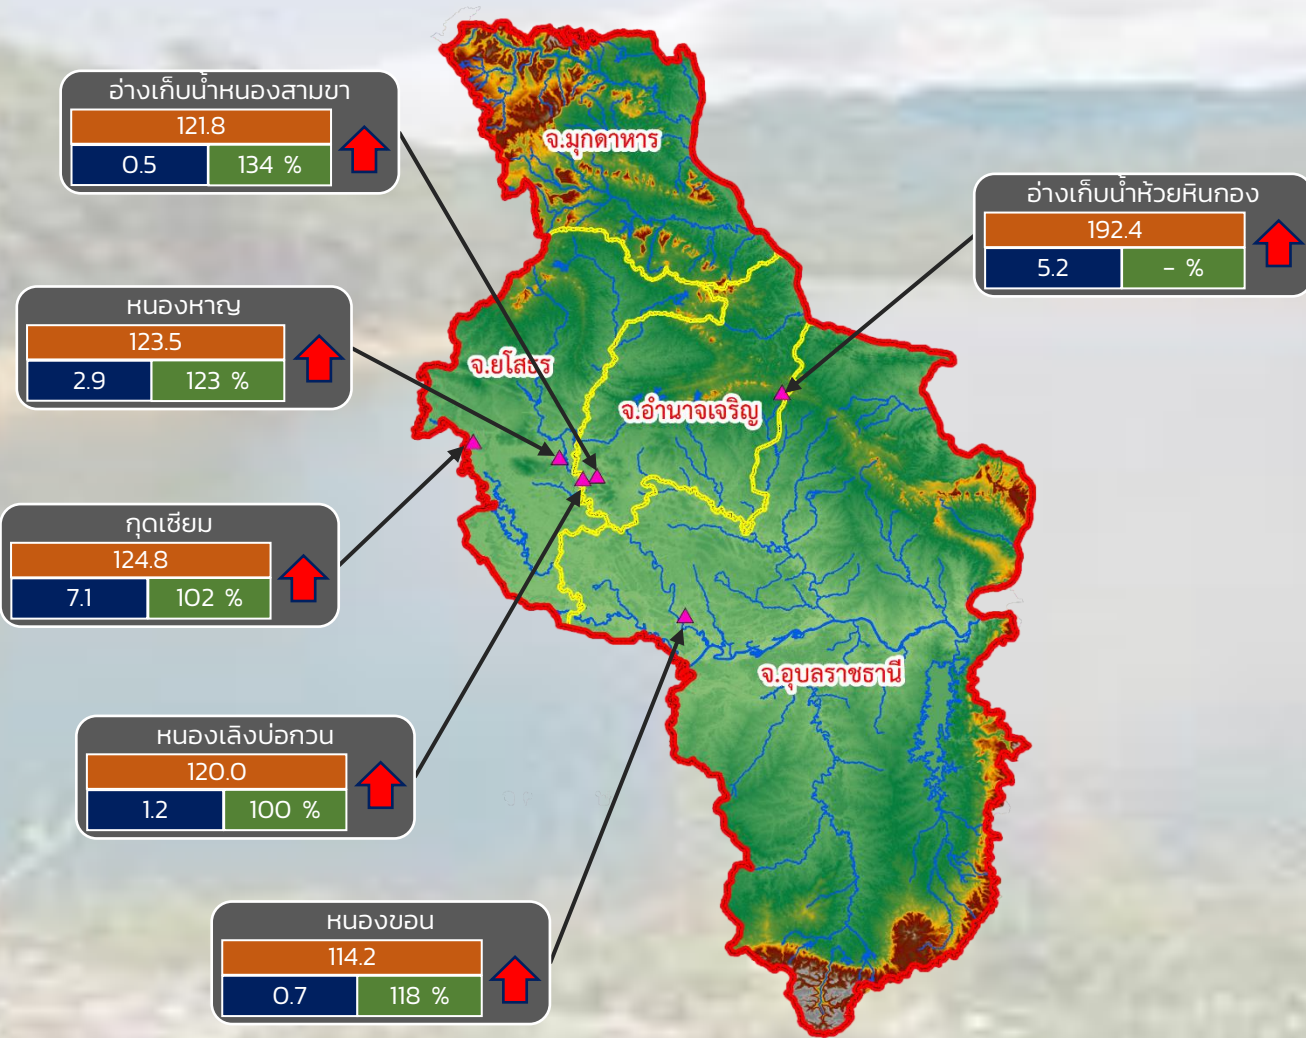 อ่างเก็บน้ำหนองสามขา
121.8
0.5 134 %
จ.มุกดาหาร
อ่างเก็บน้ำห้วยหินกอง
192.4
5.2 - %
หนองหาญ
123.5
2.9 123 %
จ.ยโสธร
จ.อำนาจเจริญ
กุดเซียม
124.8
7.1 102 %
จ.อุบลราชธานี
หนองเลิงบ่อกวน
120.0
1.2 100 %
หนองขอน
114.2
0.7 118 %